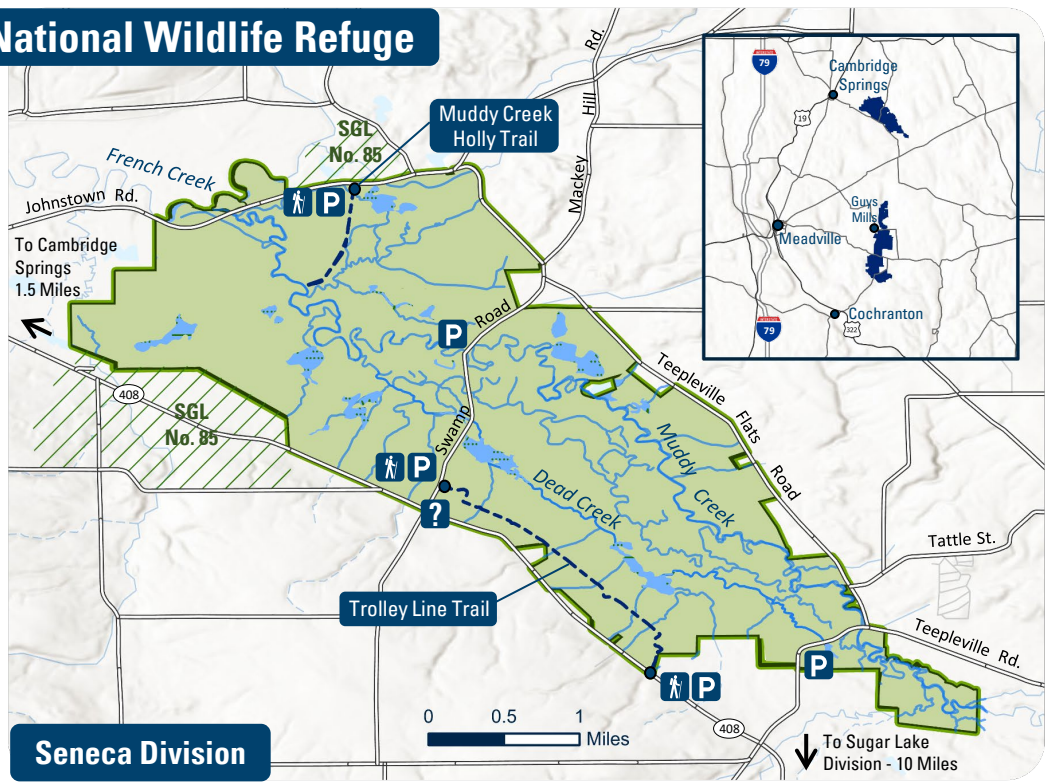 National Wildlife Refuge
Muddy Creek
Holly Trail
SGL
No. 85
French Creek
Johnstown Rd.
To Cambridge
Springs
1.5 Miles
Mackey Hill Rd.
P
P
Swamp Road
408
SGL
No. 85
P
?
Teepleville Flats Road
Muddy Creek
Dead Creek
Tattle St.
Trolley Line Trail
Teepleville Rd.
P
P
408
0 0.5 1
Miles
To Sugar Lake
Division - 10 Miles
Seneca Division
79
Cambridge
Springs
19
Guys
Mills
Meadville
Cochranton
79
322